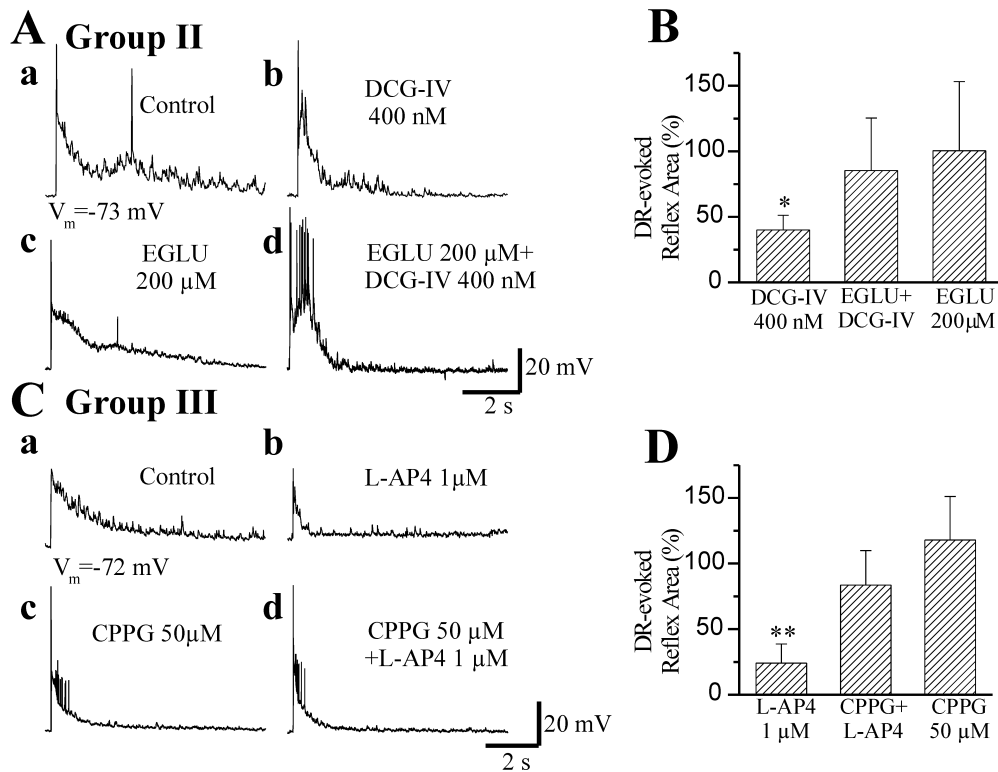 A Group II
a
Control
V_m=-73 mV
b
DCG-IV
400 nM
c
EGLU
200 µM
d
EGLU 200 µM+
DCG-IV 400 nM
20 mV
2 s
B
DR-evoked
Reflex Area (%)
150
100
50
0
*
DCG-IV
400 nM
EGLU+
DCG-IV
EGLU
200µM
C Group III
a
Control
V_m=-72 mV
b
L-AP4 1µM
c
CPPG 50µM
d
CPPG 50 µM
+L-AP4 1 µM
20 mV
2 s
D
DR-evoked
Reflex Area (%)
150
100
50
0
**
L-AP4
1 µM
CPPG+
L-AP4
CPPG
50 µM